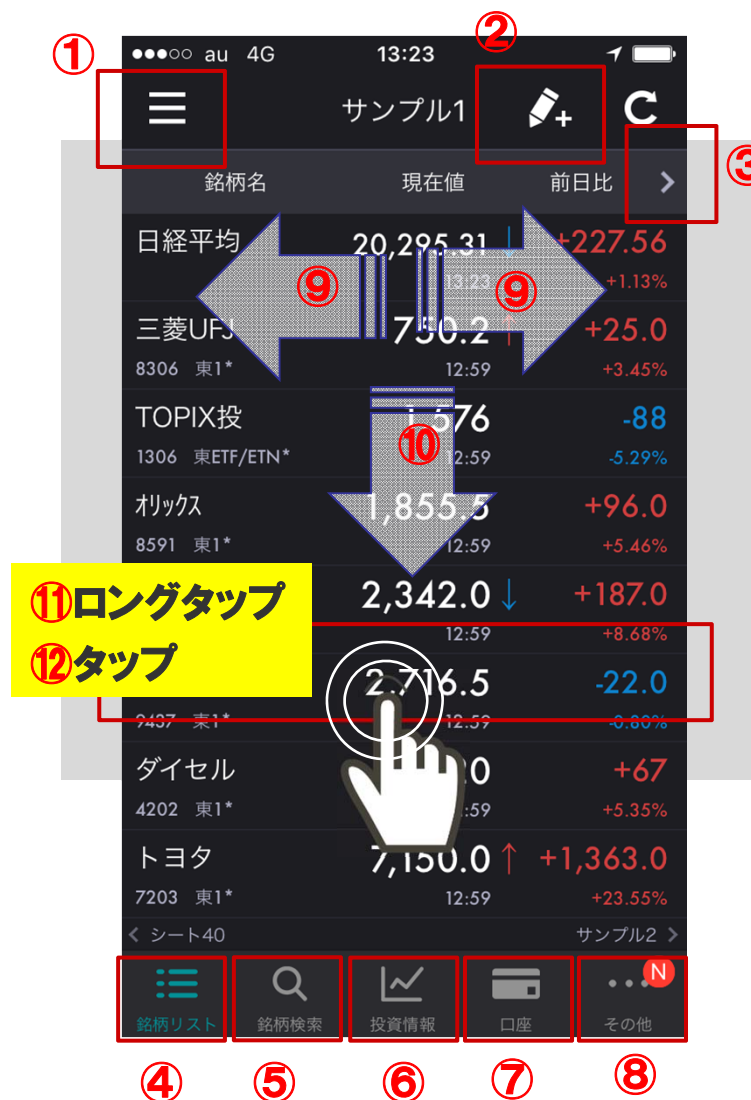 ① ②
●●●○○ au 4G 13:23
サンプル1
③
銘柄名 現在値 前日比
日経平均 20,295.31 ↓ +227.56
13:23 +1.13%
⑨ ⑨
三菱UFJ 750.2 ↑ +25.0
8306 東1* 12:59 +3.45%
TOPIX投 1,576 -88
⑩
1306 東ETF/ETN* 12:59 -5.29%
オリックス 1,855.5 +96.0
8591 東1* 12:59 +5.46%
⑪ロングタップ
2,342.0 ↓ +187.0
12:59 +8.68%
⑫タップ
2,716.5 -22.0
9437 東1* 12:59 -0.80%
ダイセル +67
4202 東1* :59 +5.35%
トヨタ 7,150.0 ↑ +1,363.0
7203 東1* 12:59 +23.55%
< シート40 サンプル2 >
N
銘柄リスト 銘柄検索 投資情報 口座 その他
④ ⑤ ⑥ ⑦ ⑧